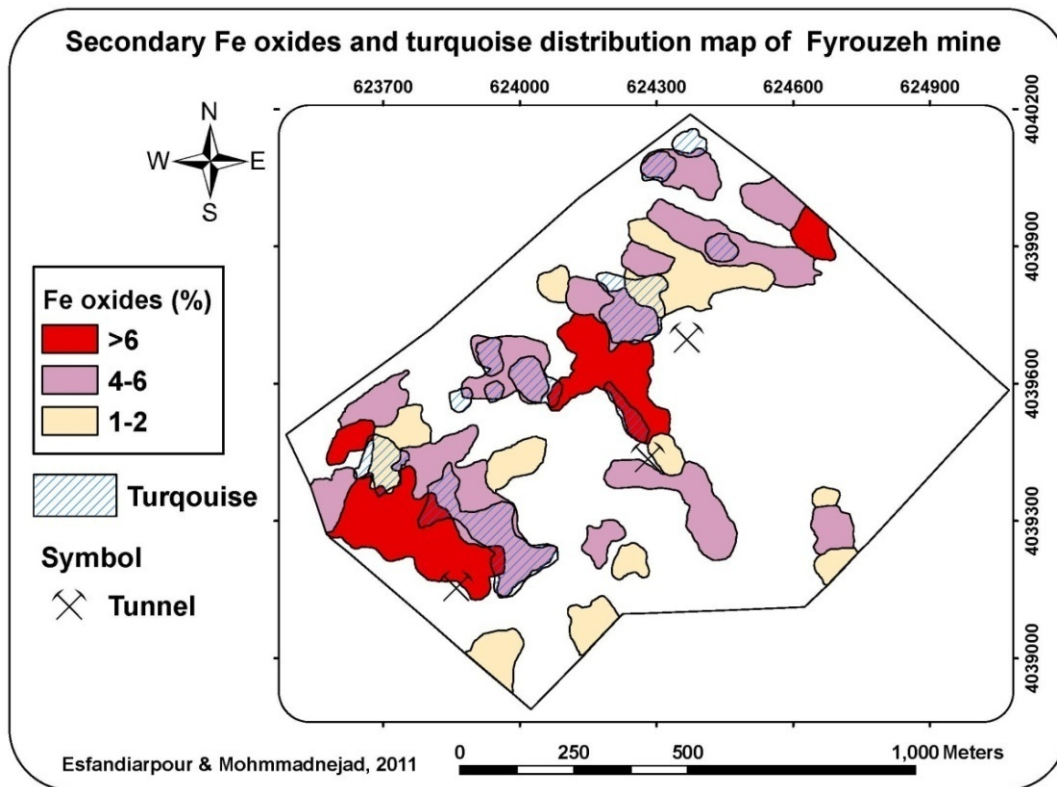 Secondary Fe oxides and turquoise distribution map of Fyrouzeh mine
623700 624000 624300 624600 624900
N
W E
S
4040200
4039900
4039600
4039300
4039000
Fe oxides (%)
>6
4-6
1-2
Turqouise
Symbol
Tunnel
Esfandiarpour & Mohmmadnejad, 2011
0 250 500 1,000 Meters